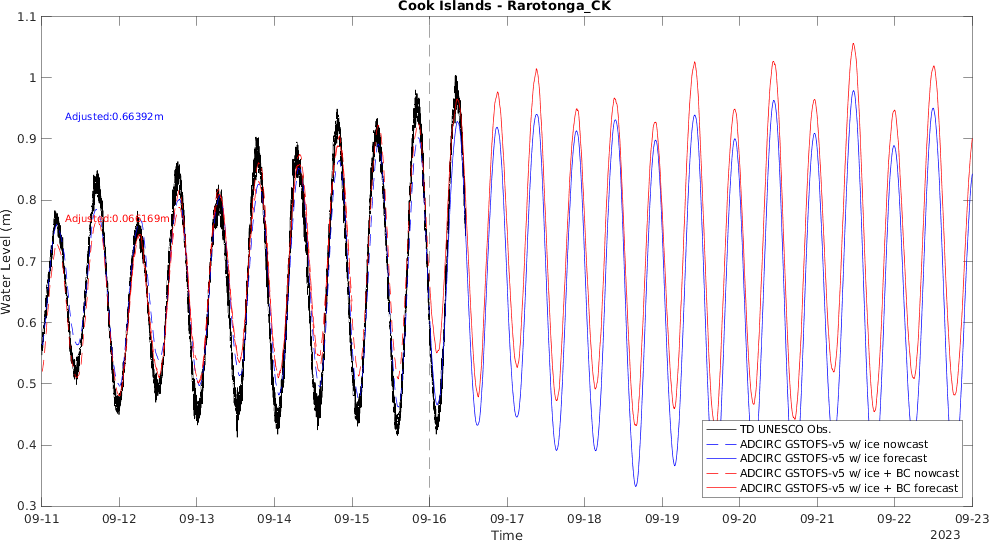 Cook Islands - Rarotonga_CK
1.1
1
0.9
0.8
0.7
0.6
0.5
0.4
0.3
Water Level (m)
Adjusted:0.66392m
Adjusted:0.066169m
TD UNESCO Obs.
ADCIRC GSTOFS-v5 w/ ice nowcast
ADCIRC GSTOFS-v5 w/ ice forecast
ADCIRC GSTOFS-v5 w/ ice + BC nowcast
ADCIRC GSTOFS-v5 w/ ice + BC forecast
09-11 09-12 09-13 09-14 09-15 09-16 09-17 09-18 09-19 09-20 09-21 09-22 09-23
Time
2023